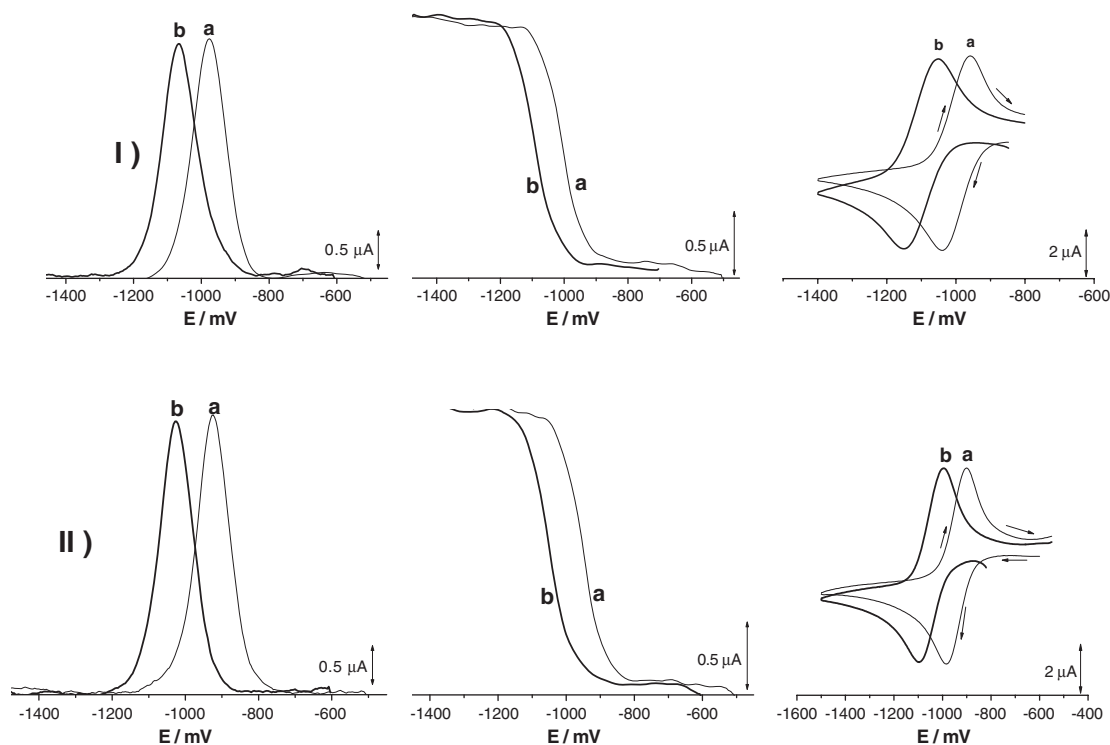 b a
I )
0.5 µA
-1400 -1200 -1000 -800 -600
E / mV
b a
0.5 µA
-1400 -1200 -1000 -800 -600
E / mV
b a
2 µA
-1400 -1200 -1000 -800 -600
E / mV
b a
II )
0.5 µA
-1400 -1200 -1000 -800 -600
E / mV
b a
0.5 µA
-1400 -1200 -1000 -800 -600
E / mV
b a
2 µA
-1600 -1400 -1200 -1000 -800 -600 -400
E / mV